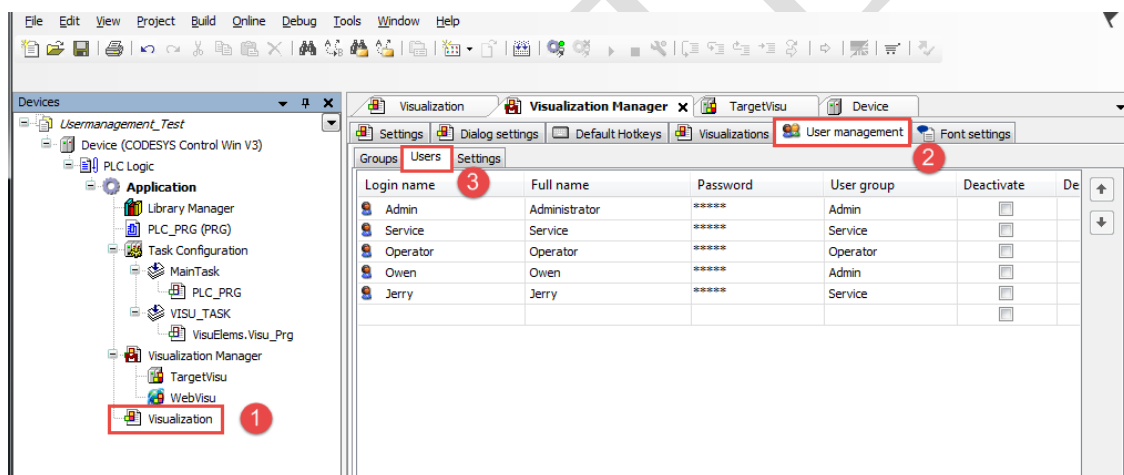 File Edit View Project Build Online Debug Tools Window Help
Devices
Usermanagement_Test
Device (CODESYS Control Win V3)
PLC Logic
Application
Library Manager
PLC_PRG (PRG)
Task Configuration
MainTask
PLC_PRG
VISU_TASK
VisuElems.Visu_Prg
Visualization Manager
TargetVisu
WebVisu
Visualization
1
Visualization Visualization Manager TargetVisu Device
Settings Dialog settings Default Hotkeys Visualizations User management Font settings
2
Groups Users Settings
3
Login name Full name Password User group Deactivate De
Admin Administrator ***** Admin
Service Service ***** Service
Operator Operator ***** Operator
Owen Owen ***** Admin
Jerry Jerry ***** Service